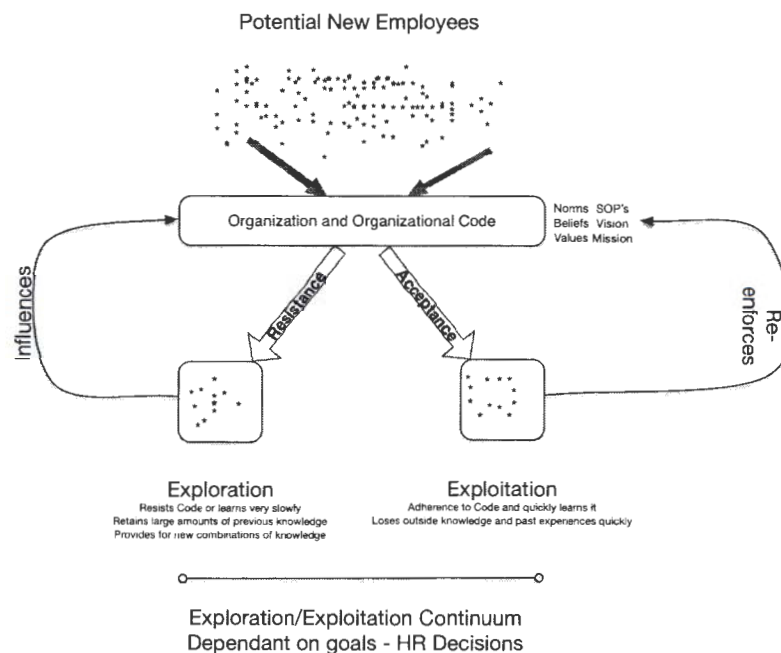 Potential New Employees
Organization and Organizational Code
Norms SOP's
Beliefs Vision
Values Mission
Influences
Resistance
Acceptance
Re-
enforces
Exploration
Resists Code or learns very slowly
Retains large amounts of previous knowledge
Provides for new combinations of knowledge
Exploitation
Adherence to Code and quickly learns it
Loses outside knowledge and past experiences quickly
Exploration/Exploitation Continuum
Dependant on goals - HR Decisions